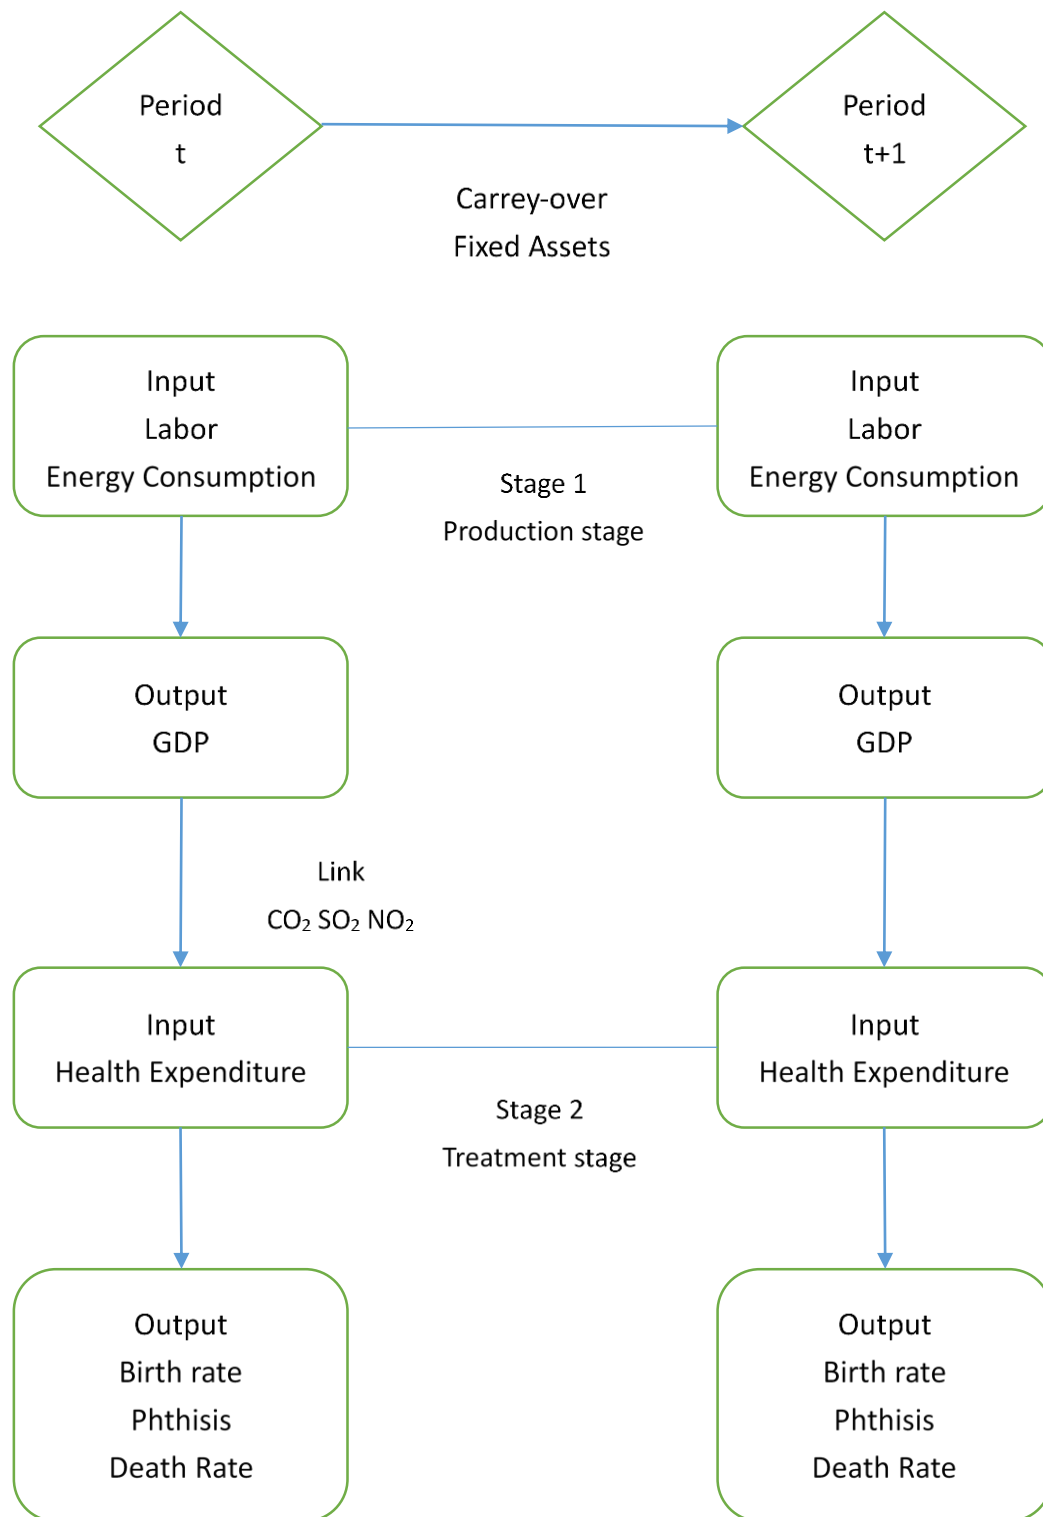 Period
t
Period
t+1
Carrey-over
Fixed Assets
Input
Labor
Energy Consumption
Input
Labor
Energy Consumption
Stage 1
Production stage
Output
GDP
Output
GDP
Link
CO₂ SO₂ NO₂
Input
Health Expenditure
Input
Health Expenditure
Stage 2
Treatment stage
Output
Birth rate
Phthisis
Death Rate
Output
Birth rate
Phthisis
Death Rate